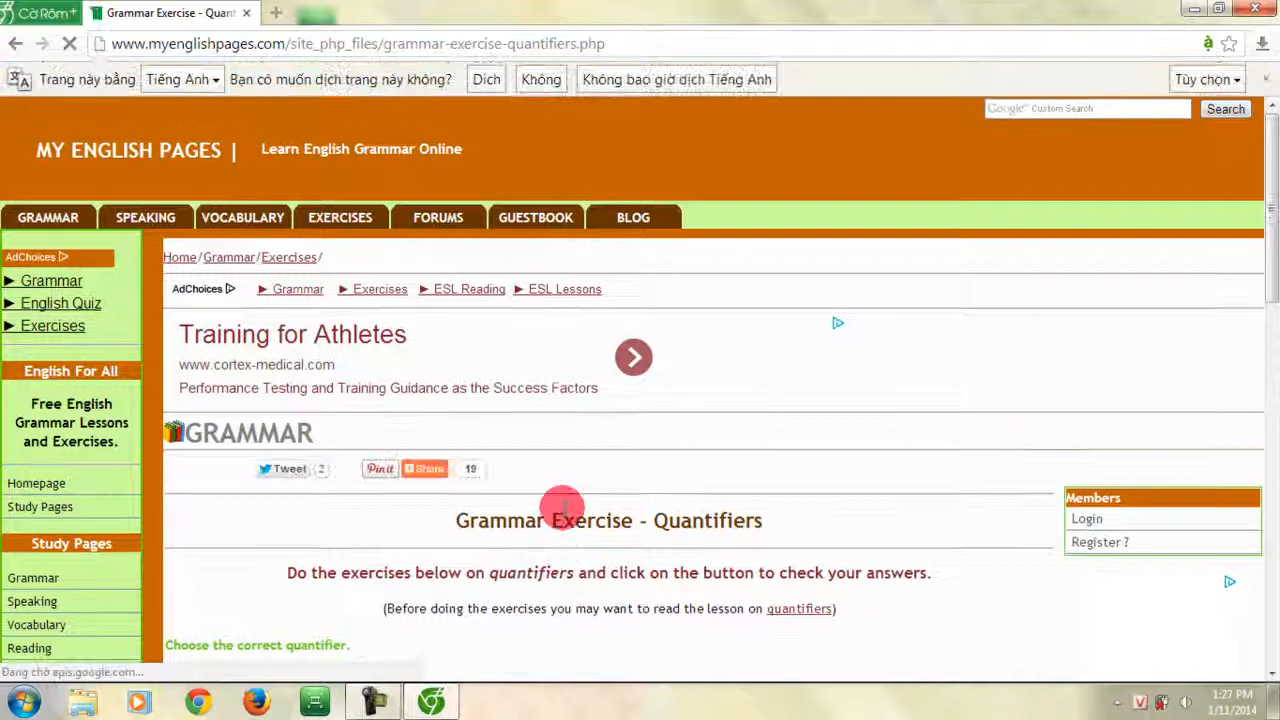 Cờ Rôm+
Grammar Exercise - Quant
www.myenglishpages.com/site_php_files/grammar-exercise-quantifiers.php
Trang này bằng Tiếng Anh Bạn có muốn dịch trang này không? Dich Không Không bao giờ dịch Tiếng Anh Tùy chọn
Google™ Custom Search Search
MY ENGLISH PAGES | Learn English Grammar Online
GRAMMAR SPEAKING VOCABULARY EXERCISES FORUMS GUESTBOOK BLOG
AdChoices
► Grammar
► English Quiz
► Exercises
English For All
Free English
Grammar Lessons
and Exercises.
Homepage
Study Pages
Study Pages
Grammar
Speaking
Vocabulary
Reading
Home/Grammar/Exercises/
AdChoices ► Grammar ► Exercises ► ESL Reading ► ESL Lessons
Training for Athletes
www.cortex-medical.com
Performance Testing and Training Guidance as the Success Factors
GRAMMAR
Tweet 2 Pin it Share 19
Grammar Exercise - Quantifiers
Do the exercises below on quantifiers and click on the button to check your answers.
(Before doing the exercises you may want to read the lesson on quantifiers)
Choose the correct quantifier.
Members
Login
Register ?
Đang chờ apis.google.com...
V
1:27 PM
1/11/2014